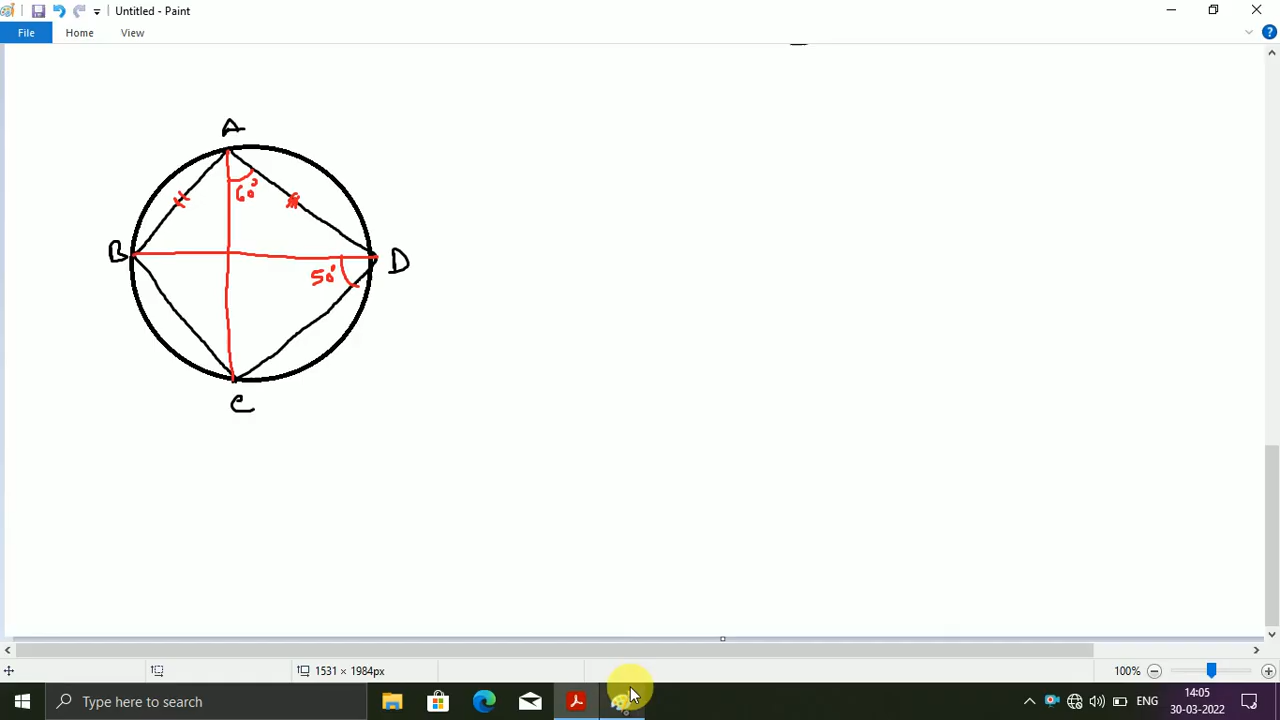 Untitled - Paint
File Home View
A
60°
B
D
50°
C
1531 × 1984px
100%
Type here to search
ENG
14:05
30-03-2022